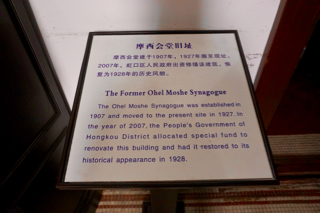 摩西会堂旧址
摩西会堂建于1907年，1927年搬至现址。
2007年，虹口区人民政府出资修缮该建筑，恢
复为1928年的历史风貌。
The Former Ohel Moshe Synagogue
The Ohel Moshe Synagogue was established in
1907 and moved to the present site in 1927. In
the year of 2007, the People's Government of
Hongkou District allocated special fund to
renovate this building and had it restored to its
historical appearance in 1928.